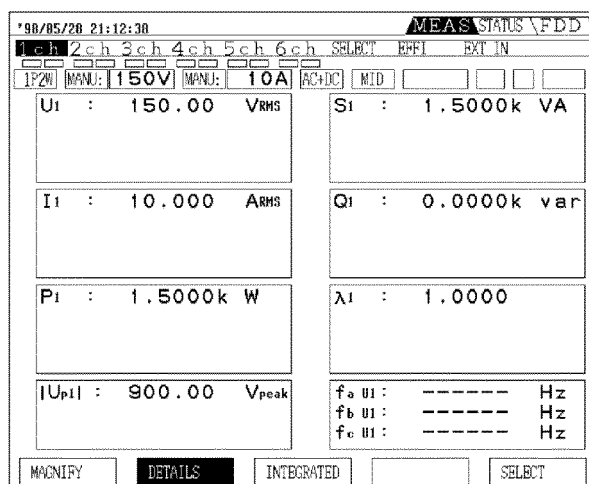 '98/05/20 21:12:30 MEAS STATUS \FDD
1ch 2ch 3ch 4ch 5ch 6ch SELECT EFFI EXT IN
1P2W MANU: 150V MANU: 10A AC+DC MID
U1 : 150.00 VRMS
S1 : 1.5000k VA
I1 : 10.000 ARMS
Q1 : 0.0000k var
P1 : 1.5000k W
λ1 : 1.0000
|Up1| : 900.00 Vpeak
fa U1 : ------ Hz
fb U1 : ------ Hz
fc U1 : ------ Hz
MAGNIFY DETAILS INTEGRATED SELECT